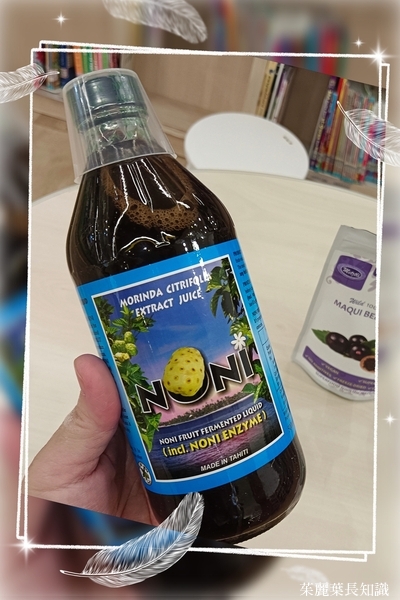 MORINDA CITRIFOLIA
EXTRACT JUICE
NONI
NONI FRUIT FERMENTED LIQUID
(incl. NONI ENZYME)
MADE IN TAHITI
Wild
MAQUI BE
茱麗葉長知識